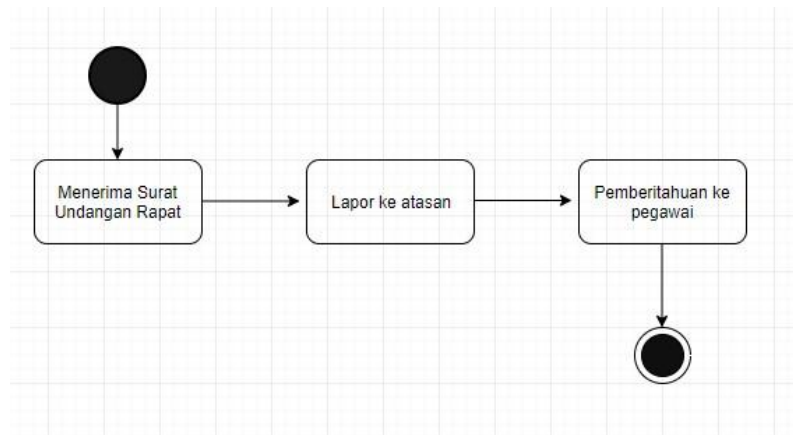 Menerima Surat
Undangan Rapat
Lapor ke atasan
Pemberitahuan ke
pegawai